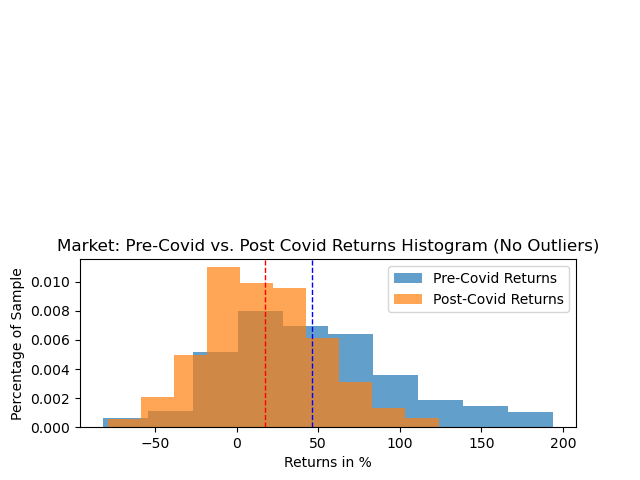 Market: Pre-Covid vs. Post Covid Returns Histogram (No Outliers)
Pre-Covid Returns
Post-Covid Returns
Percentage of Sample
0.010
0.008
0.006
0.004
0.002
0.000
−50
0
50
100
150
200
Returns in %